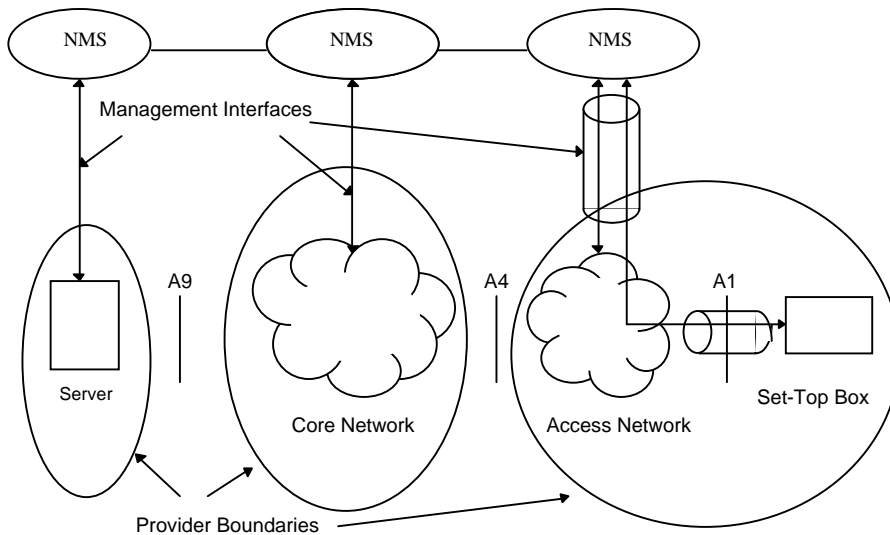 NMS
NMS
NMS
Management Interfaces
A9
A4
A1
Server
Core Network
Access Network
Set-Top Box
Provider Boundaries